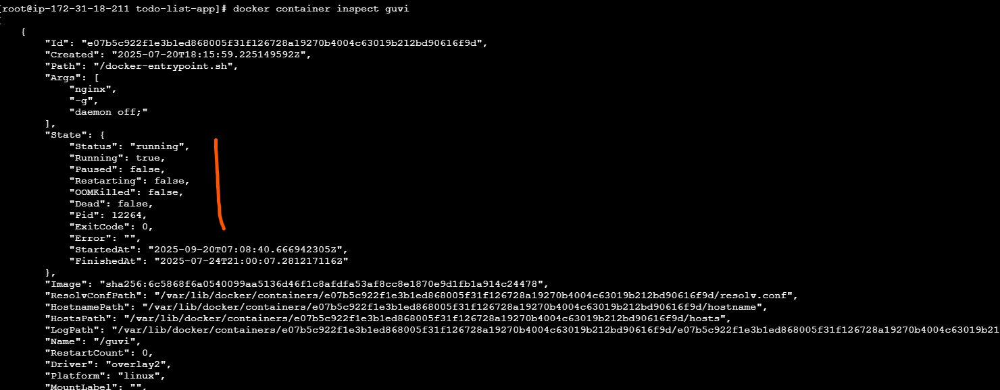 [root@ip-172-31-18-211 todo-list-app]# docker container inspect guvi
[
    {
        "Id": "e07b5c922f1e3b1ed868005f31f126728a19270b4004c63019b212bd90616f9d",
        "Created": "2025-07-20T18:15:59.225149592Z",
        "Path": "/docker-entrypoint.sh",
        "Args": [
            "nginx",
            "-g",
            "daemon off;"
        ],
        "State": {
            "Status": "running",
            "Running": true,
            "Paused": false,
            "Restarting": false,
            "OOMKilled": false,
            "Dead": false,
            "Pid": 12264,
            "ExitCode": 0,
            "Error": "",
            "StartedAt": "2025-09-20T07:08:40.666942305Z",
            "FinishedAt": "2025-07-24T21:00:07.281217116Z"
        },
        "Image": "sha256:6c5868f6a0540099aa5136d46f1c8afdfa53af8cc8e1870e9d1fb1a914c24478",
        "ResolvConfPath": "/var/lib/docker/containers/e07b5c922f1e3b1ed868005f31f126728a19270b4004c63019b212bd90616f9d/resolv.conf",
        "HostnamePath": "/var/lib/docker/containers/e07b5c922f1e3b1ed868005f31f126728a19270b4004c63019b212bd90616f9d/hostname",
        "HostsPath": "/var/lib/docker/containers/e07b5c922f1e3b1ed868005f31f126728a19270b4004c63019b212bd90616f9d/hosts",
        "LogPath": "/var/lib/docker/containers/e07b5c922f1e3b1ed868005f31f126728a19270b4004c63019b212bd90616f9d/e07b5c922f1e3b1ed868005f31f126728a19270b4004c63019b21
        "Name": "/guvi",
        "RestartCount": 0,
        "Driver": "overlay2",
        "Platform": "linux",
        "MountLabel": "",